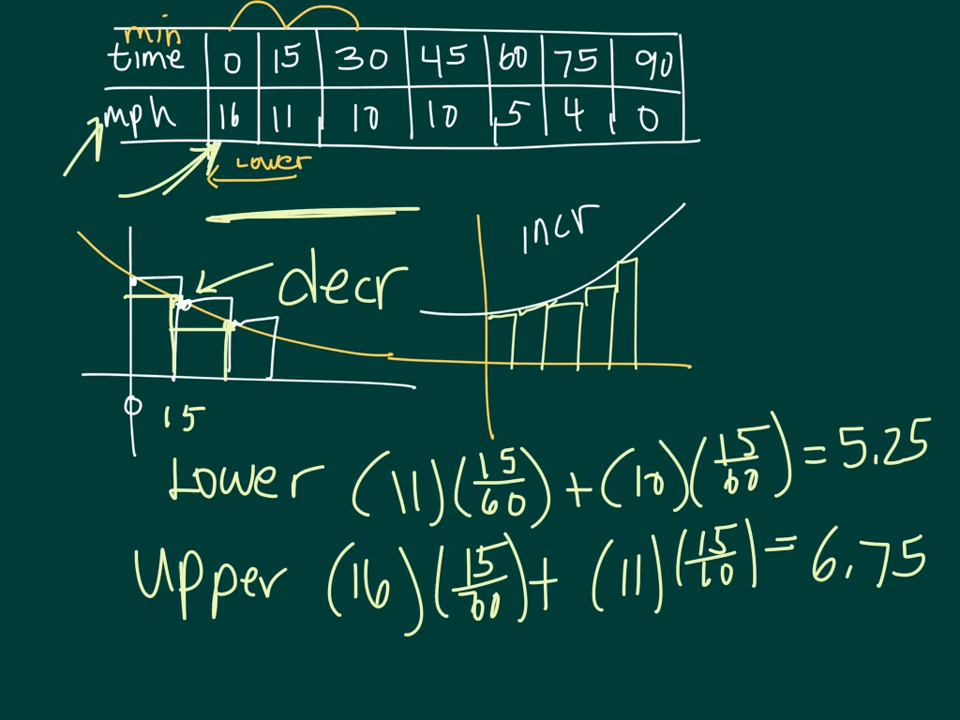 min
time 0 15 30 45 60 75 90
mph 16 11 10 10 5 4 0
Lower
incr
decr
0 15
Lower (11)(15/60)+(10)(15/60)=5.25
Upper (16)(15/60)+(11)(15/60)=6.75